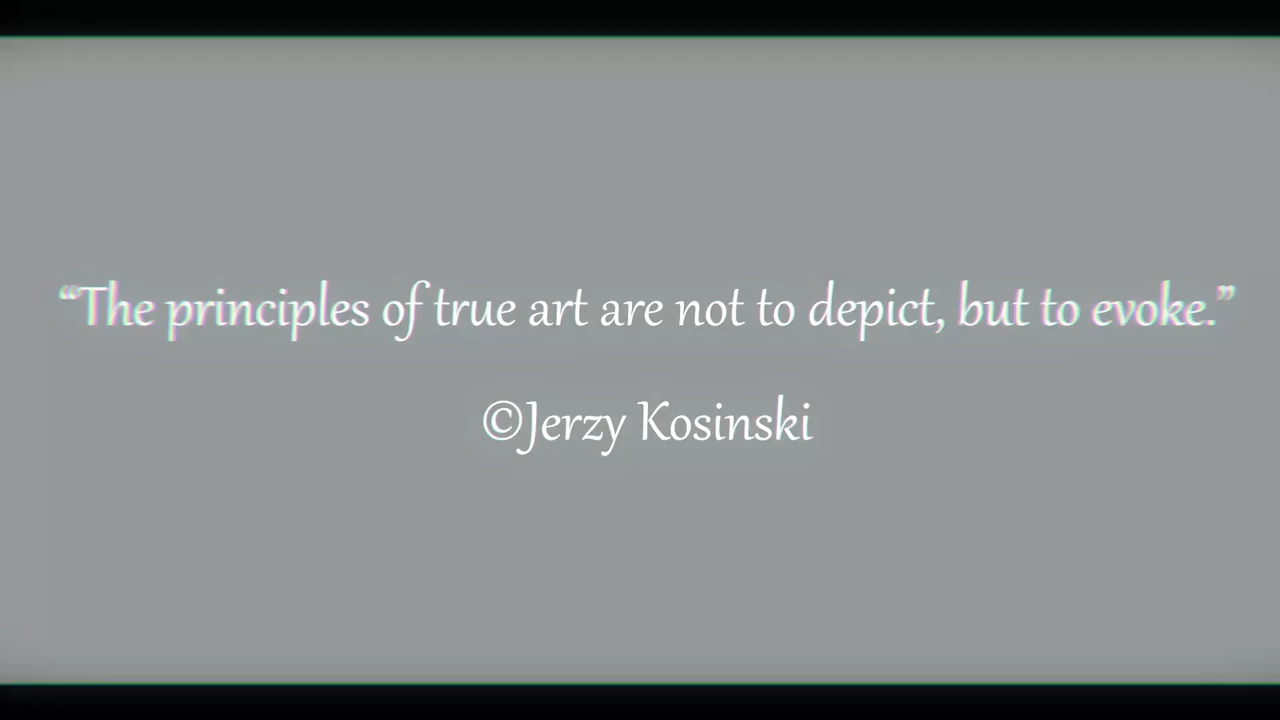 “The principles of true art are not to depict, but to evoke.”
©Jerzy Kosinski